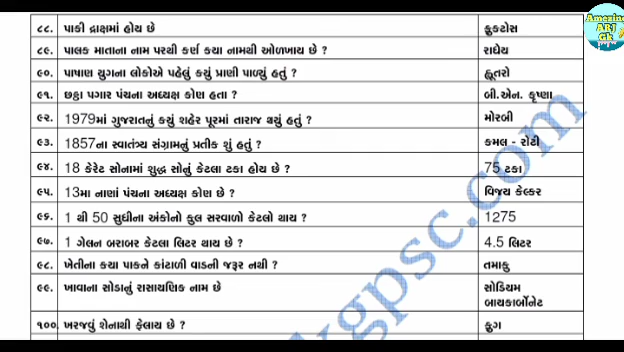 Amezing
ARJ
Gk
૮૮. પાકી દ્રાક્ષમાં હોય છે ફ્રુકટોસ
૮૯. પાલક માતાના નામ પરથી કર્ણ કયા નામથી ઓળખાય છે ? રાધેય
૯૦. પાષાણ યુગના લોકોએ પહેલું કયું પ્રાણી પાળ્યું હતું ? કૂતરો
૯૧. છઠ્ઠા પગાર પંચના અધ્યક્ષ કોણ હતા ? બી.એન. કૃષ્ણા
૯૨. 1979માં ગુજરાતનું કયું શહેર પૂરમાં તારાજ થયું હતું ? મોરબી
૯૩. 1857ના સ્વાતંત્ર્ય સંગ્રામનું પ્રતીક શું હતું ? કમલ - રોટી
૯૪. 18 કેરેટ સોનામાં શુદ્ધ સોનું કેટલા ટકા હોય છે ? 75 ટકા
૯૫. 13મા નાણાં પંચના અધ્યક્ષ કોણ છે ? વિજય કેલ્કર
૯૬. 1 થી 50 સુધીના અંકોનો કુલ સરવાળો કેટલો થાય ? 1275
૯૭. 1 ગેલન બરાબર કેટલા લિટર થાય છે ? 4.5 લિટર
૯૮. ખેતીના કયા પાકને કાંટાળી વાડની જરૂર નથી ? તમાકુ
૯૯. ખાવાના સોડાનું રાસાયણિક નામ છે સોડિયમ
બાયકાર્બોનેટ
૧૦૦. ખરજવું શેનાથી ફેલાય છે ? ફુગ
kgpsc.com